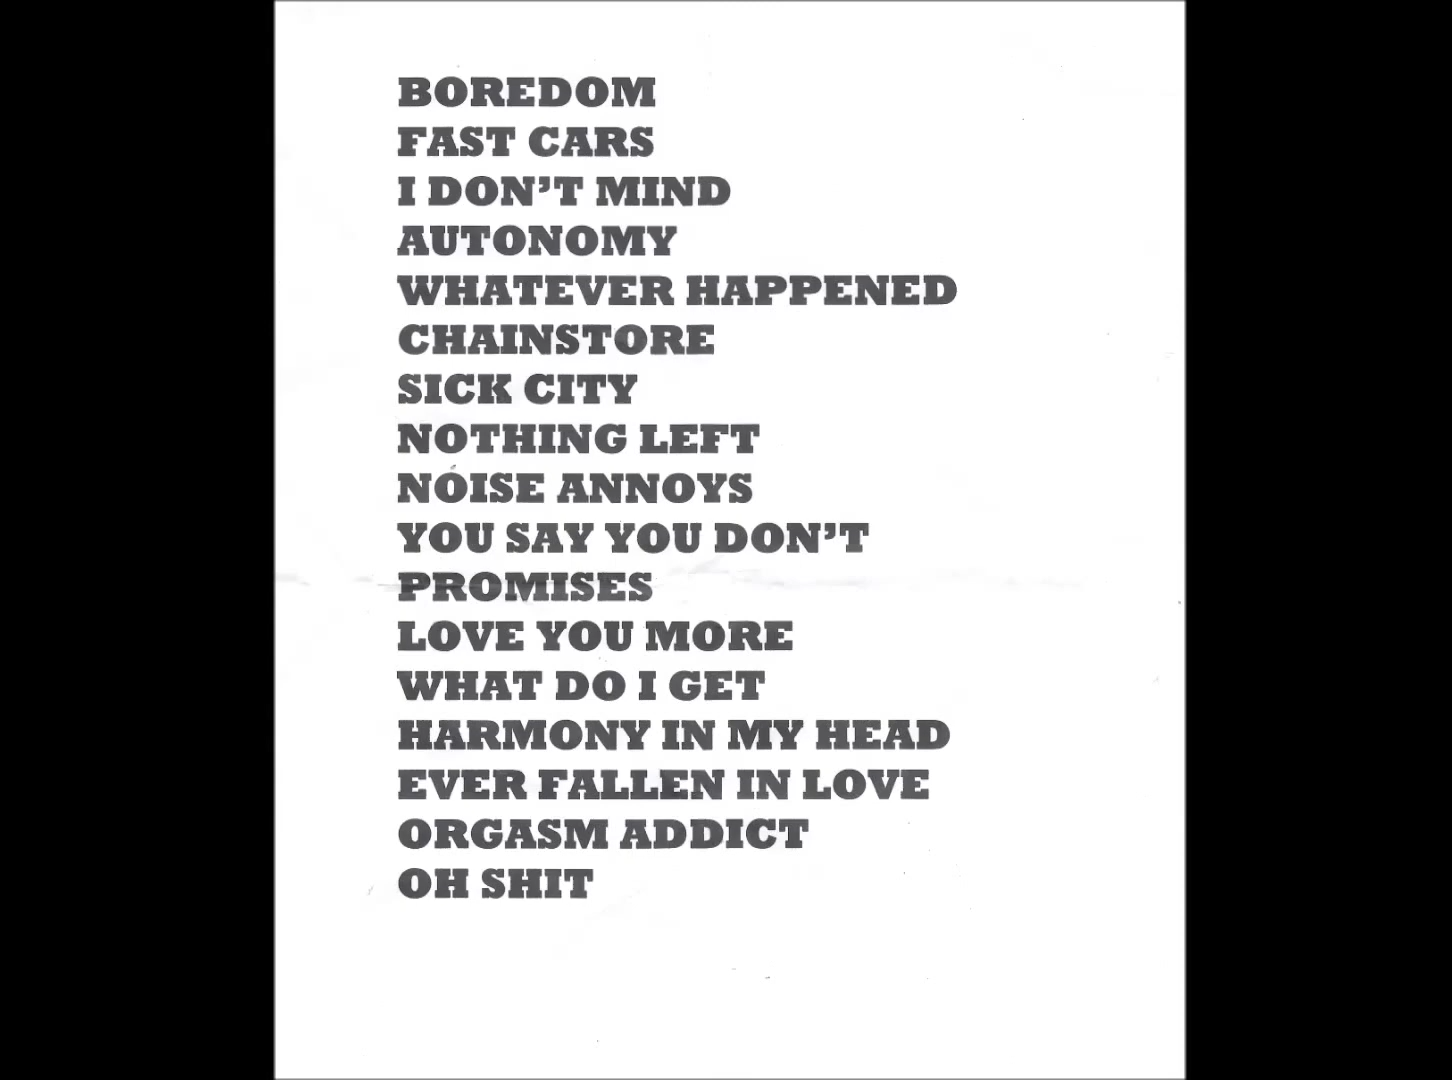 BOREDOM
FAST CARS
I DON’T MIND
AUTONOMY
WHATEVER HAPPENED
CHAINSTORE
SICK CITY
NOTHING LEFT
NOISE ANNOYS
YOU SAY YOU DON’T
PROMISES
LOVE YOU MORE
WHAT DO I GET
HARMONY IN MY HEAD
EVER FALLEN IN LOVE
ORGASM ADDICT
OH SHIT